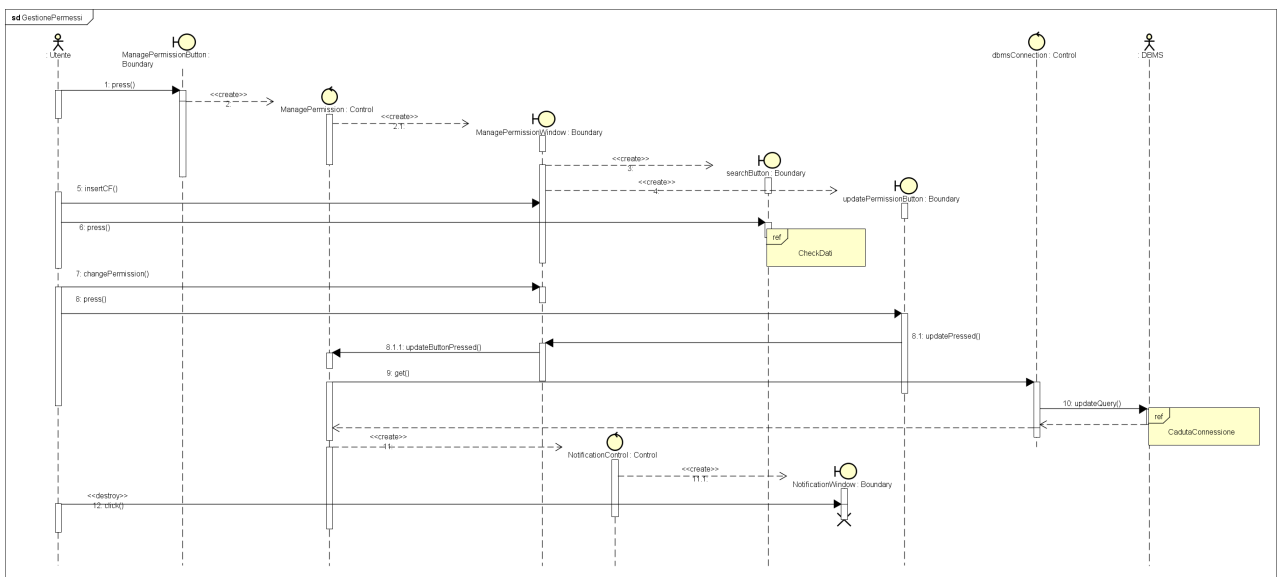 sd GestionePermessi
: Utente
ManagePermissionButton :
Boundary
dbmsConnection : Control
: DBMS
1: press()
<<create>>
2:
ManagePermission : Control
<<create>>
2.1:
ManagePermissionWindow : Boundary
<<create>>
3:
searchButton : Boundary
<<create>>
4:
updatePermissionButton : Boundary
5: insertCF()
6: press()
ref
CheckDati
7: changePermission()
8: press()
8.1: updatePressed()
8.1.1: updateButtonPressed()
9: get()
10: updateQuery()
ref
CadutaConnessione
<<create>>
11:
NotificationControl : Control
<<create>>
11.1:
NotificationWindow : Boundary
<<destroy>>
12: click()